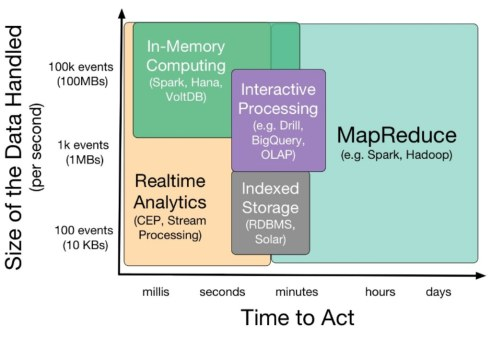 Size of the Data Handled
(per second)
100k events
(100MBs)
1k events
(1MBs)
100 events
(10 KBs)
In-Memory
Computing
(Spark, Hana,
VoltDB)
Interactive
Processing
(e.g. Drill,
BigQuery,
OLAP)
MapReduce
(e.g. Spark, Hadoop)
Realtime
Analytics
(CEP, Stream
Processing)
Indexed
Storage
(RDBMS,
Solar)
millis seconds minutes hours days
Time to Act